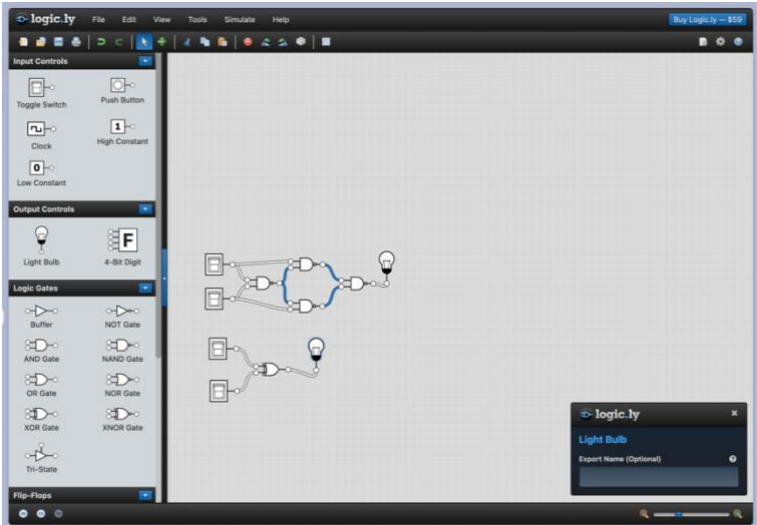 logic.ly File Edit View Tools Simulate Help Buy Logic.ly — $59
Input Controls
Toggle Switch Push Button
1
Clock High Constant
0
Low Constant
Output Controls
F
Light Bulb 4-Bit Digit
Logic Gates
Buffer NOT Gate
AND Gate NAND Gate
OR Gate NOR Gate
XOR Gate XNOR Gate
Tri-State
Flip-Flops
logic.ly ×
Light Bulb
Export Name (Optional) ?